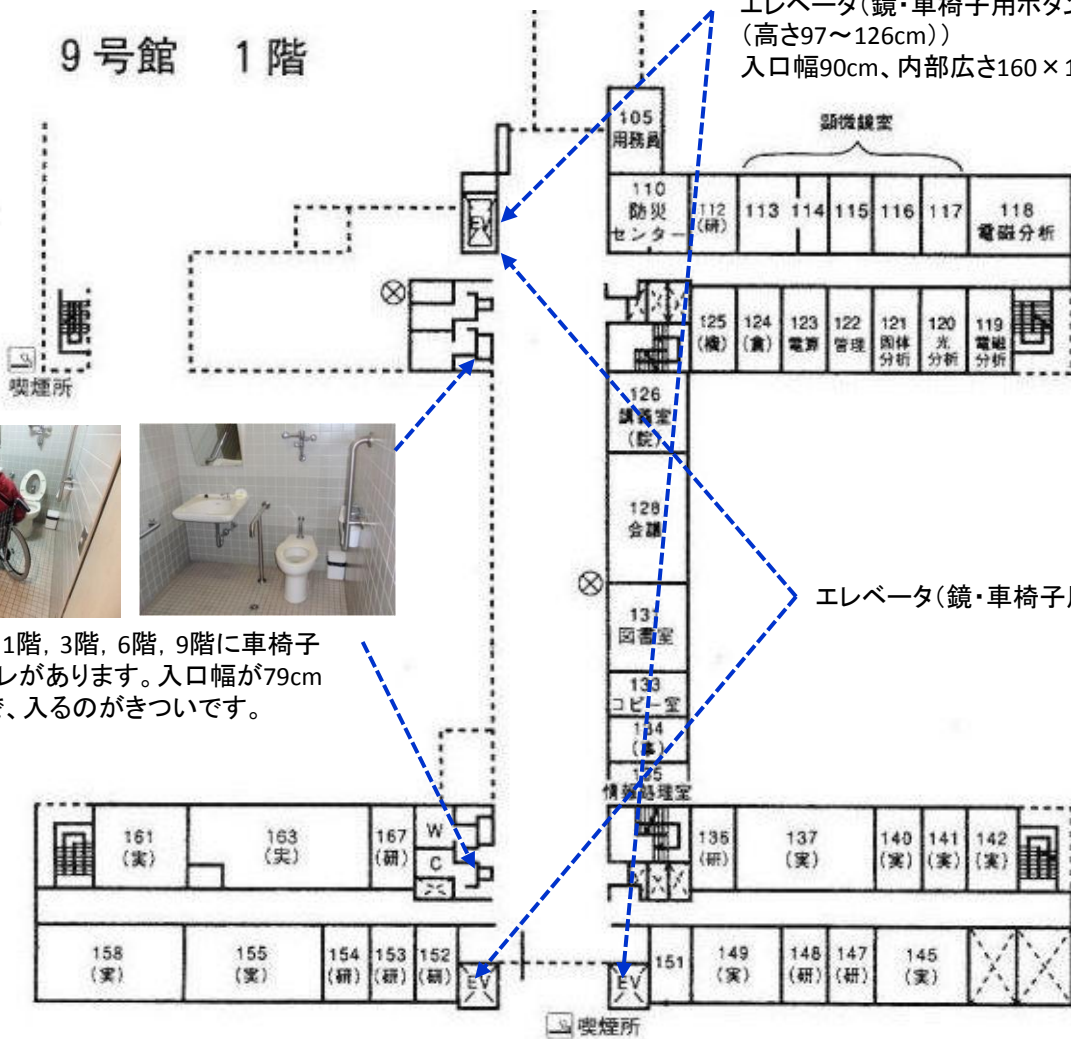 9号館 1階
エレベータ(鏡・車椅子用ボタン
(高さ97~126cm))
入口幅90cm、内部広さ160×1
105
用務員
顕微鏡室
110
防災
センター
112
(研)
113
114
115
116
117
118
電磁分析
EV
125
(機)
124
(倉)
123
電算
122
管理
121
固体
分析
120
光
分析
119
電磁
分析
喫煙所
126
講義室
(院)
128
会議
131
図書室
133
コピー室
134
135
情報処理室
エレベータ(鏡・車椅子
1階, 3階, 6階, 9階に車椅子
レがあります。入口幅が79cm
、入るのがきついです。
161
(実)
163
(実)
167
(研)
W
C
136
(研)
137
(実)
140
(実)
141
(実)
142
(実)
158
(実)
155
(実)
154
(研)
153
(研)
152
(研)
EV
EV
151
149
(実)
148
(研)
147
(研)
145
(実)
喫煙所